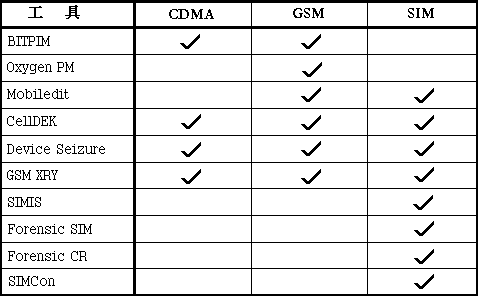 工 具 CDMA GSM SIM
BITPIM ✓ ✓
Oxygen PM ✓
Mobiledit ✓ ✓
CellDEK ✓ ✓ ✓
Device Seizure ✓ ✓ ✓
GSM XRY ✓ ✓ ✓
SIMIS ✓
Forensic SIM ✓
Forensic CR ✓
SIMCon ✓